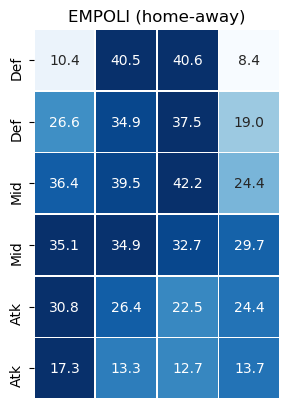 EMPOLI (home-away)
Def 10.4 40.5 40.6 8.4
Def 26.6 34.9 37.5 19.0
Mid 36.4 39.5 42.2 24.4
Mid 35.1 34.9 32.7 29.7
Atk 30.8 26.4 22.5 24.4
Atk 17.3 13.3 12.7 13.7